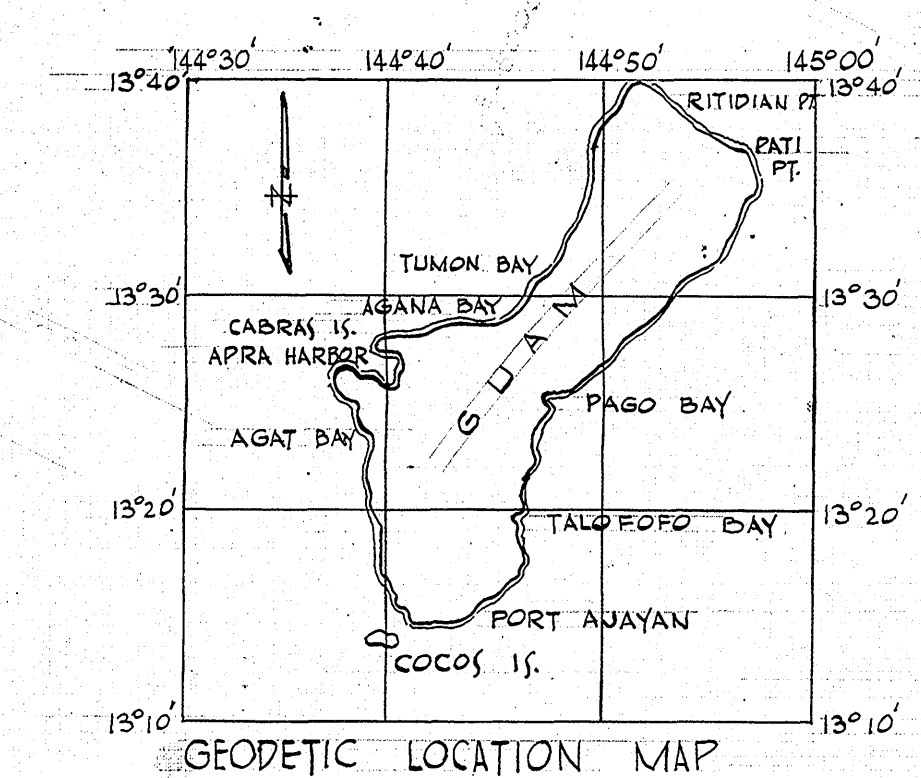 144°30' 144°40' 144°50' 145°00'
13°40' 13°40'
RITIDIAN PT
PATI
PT.
N
TUMON BAY
13°30' 13°30'
AGANA BAY
CABRAS IS.
APRA HARBOR
GUAM
PAGO BAY
AGAT BAY
13°20' 13°20'
TALOFOFO BAY
PORT AJAYAN
COCOS IS.
13°10' 13°10'
GEODETIC LOCATION MAP